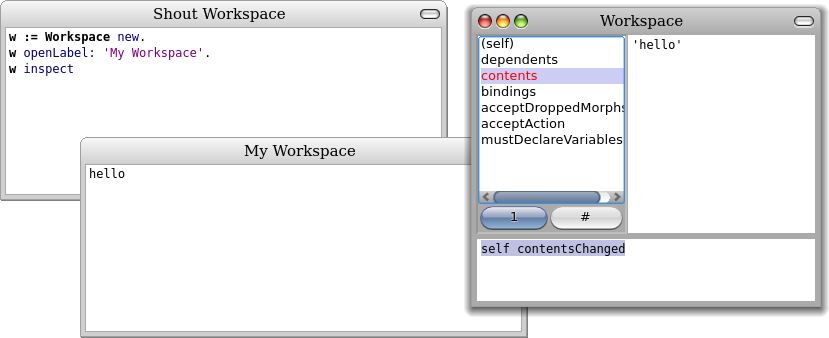 Shout Workspace
w := Workspace new.
w openLabel: 'My Workspace'.
w inspect
My Workspace
hello
Workspace
(self)
dependents
contents
bindings
acceptDroppedMorphs
acceptAction
mustDeclareVariables
1
#
'hello'
self contentsChanged